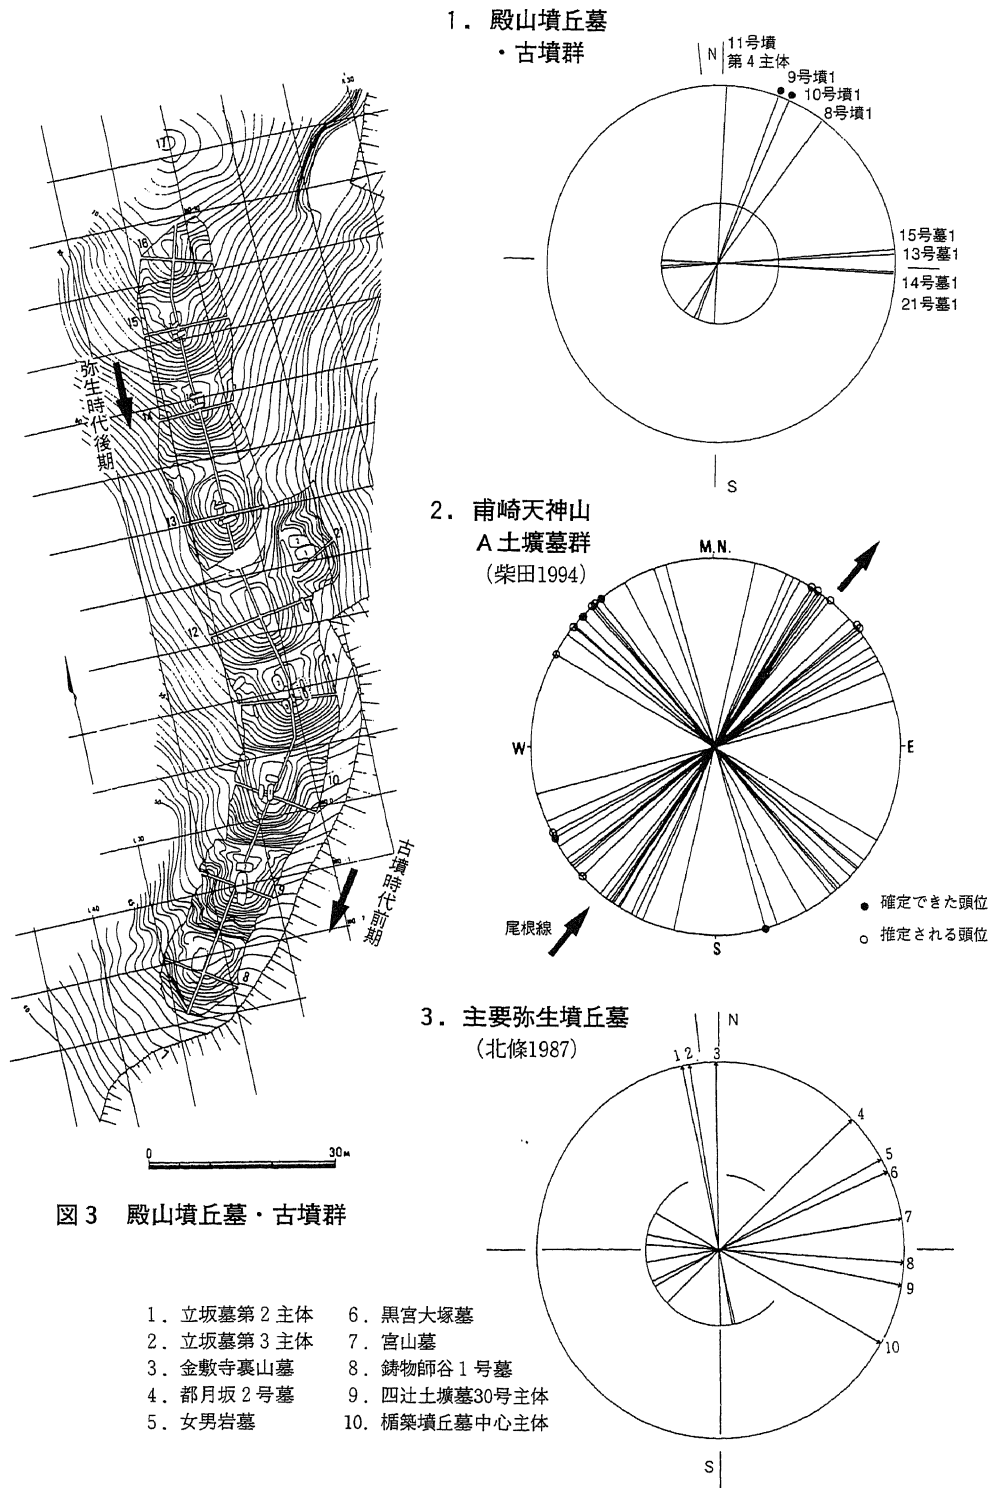 1．殿山墳丘墓
・古墳群
N
11号墳
第4主体
9号墳1
10号墳1
8号墳1
15号墓1
13号墓1
14号墓1
21号墓1
S
17
16
15
14
13
21
12
11
10
9
8
弥生時代後期
古墳時代前期
0 30M
図3　殿山墳丘墓・古墳群
2．甫崎天神山
A土壙墓群
（柴田1994）
M.N.
W
E
S
尾根線
● 確定できた頭位
○ 推定される頭位
3．主要弥生墳丘墓
（北條1987）
N
1 2 3
4
5
6
7
8
9
10
S
1．立坂墓第2主体
2．立坂墓第3主体
3．金敷寺裏山墓
4．都月坂2号墓
5．女男岩墓
6．黒宮大塚墓
7．宮山墓
8．鋳物師谷1号墓
9．四辻土壙墓30号主体
10．楯築墳丘墓中心主体